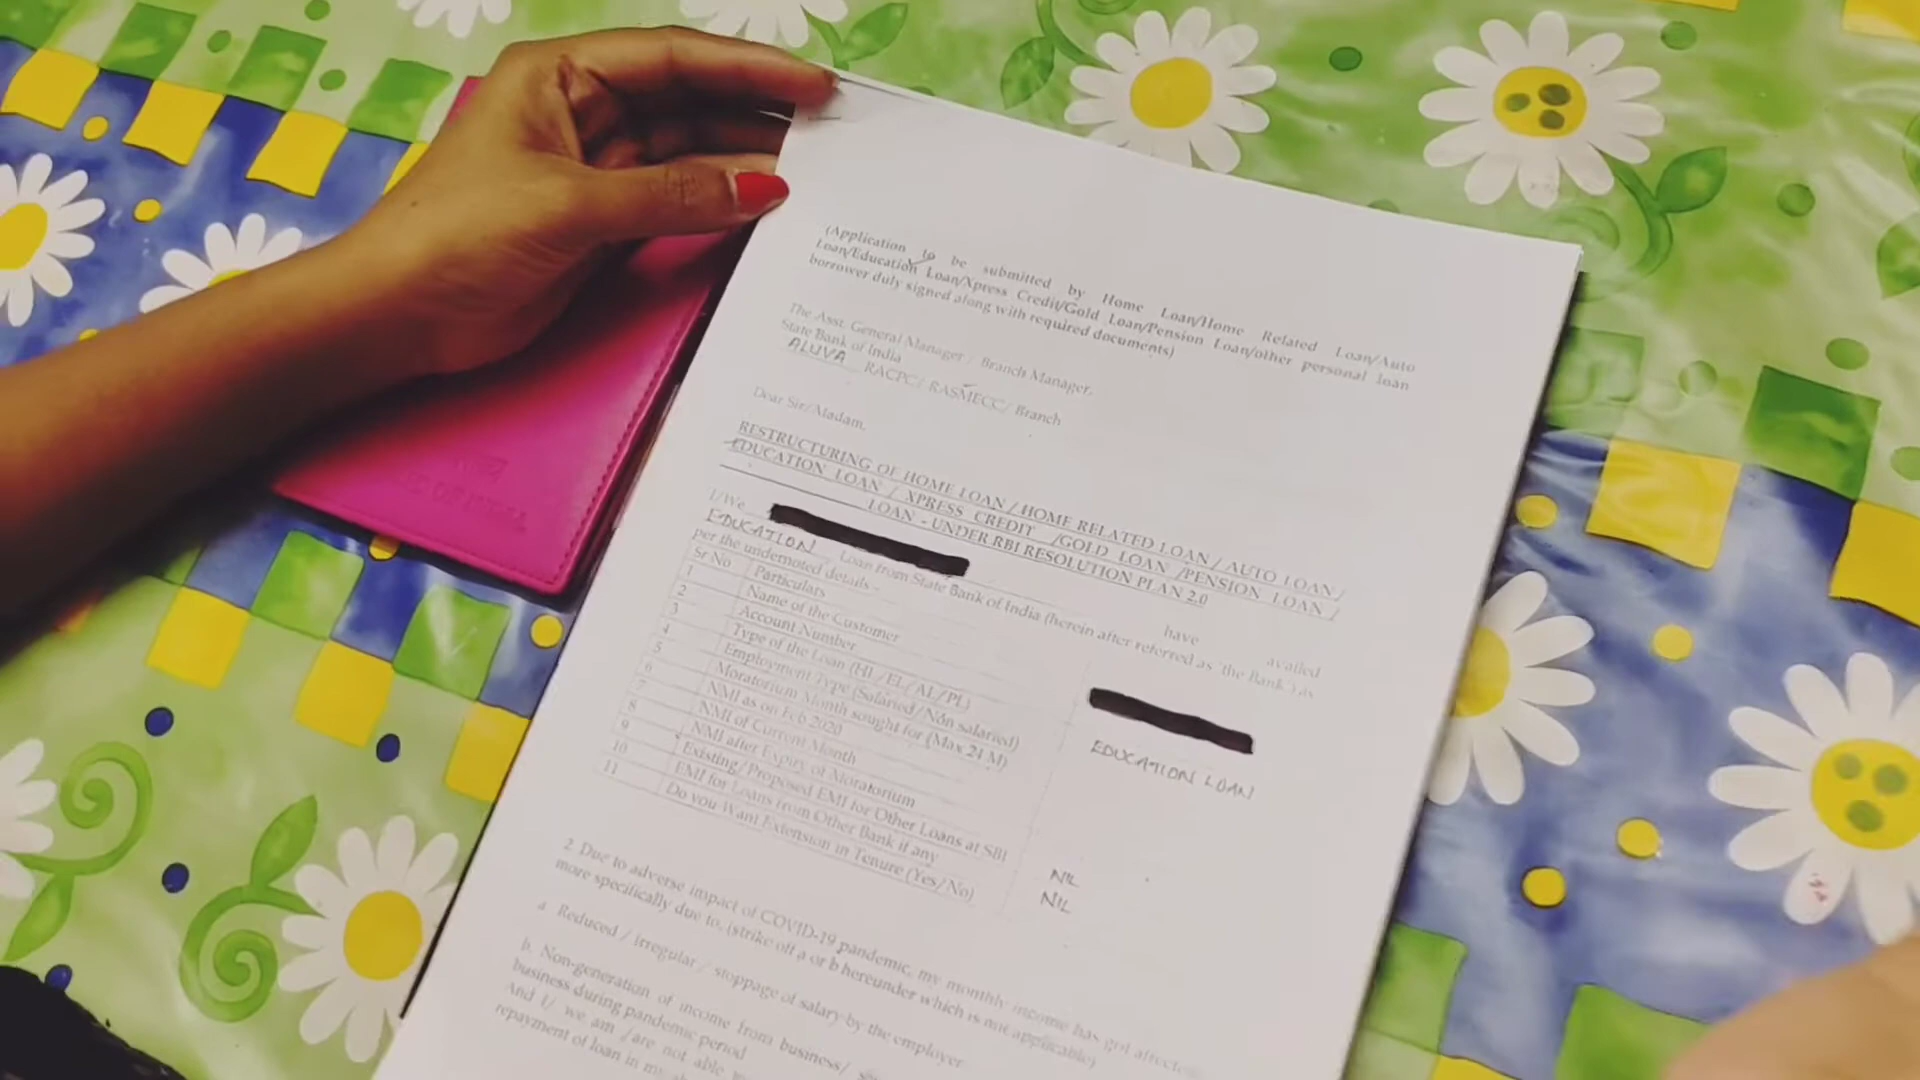 (Application to be submitted by Home Loan/Home Related Loan/Auto
Loan/Education Loan/Xpress Credit/Gold Loan/Pension Loan/other personal loan
borrower duly signed along with required documents)
The Asst. General Manager / Branch Manager,
State Bank of India
ALUVA RACPC/ RASMECC/ Branch
Dear Sir/Madam,
RESTRUCTURING OF HOME LOAN / HOME RELATED LOAN / AUTO LOAN /
EDUCATION LOAN / XPRESS CREDIT /GOLD LOAN /PENSION LOAN /
LOAN - UNDER RBI RESOLUTION PLAN 2.0
I/We have availed
EDUCATION Loan from State Bank of India (herein after referred as 'the Bank') as
per the undernoted details -
Sr No Particulars
1 Name of the Customer
2 Account Number
3 Type of the Loan (HL/EL/AL/PL) EDUCATION LOAN
4 Employment Type (Salaried/Non salaried)
5 Moratorium Month sought for (Max 24 M)
6 NMI as on Feb 2020
7 NMI of Current Month
8 NMI after Expiry of Moratorium
9 Existing/Proposed EMI for Other Loans at SBI NIL
10 EMI for Loans from Other Bank if any NIL
11 Do you Want Extension in Tenure (Yes/No)
2. Due to adverse impact of COVID-19 pandemic, my monthly income has got affected
more specifically due to, (strike off a or b hereunder which is not applicable)
a Reduced / irregular / stoppage of salary by the employer
b. Non-generation of income from business/
business during pandemic period
And I/ we am /are not able
repayment of loan in my